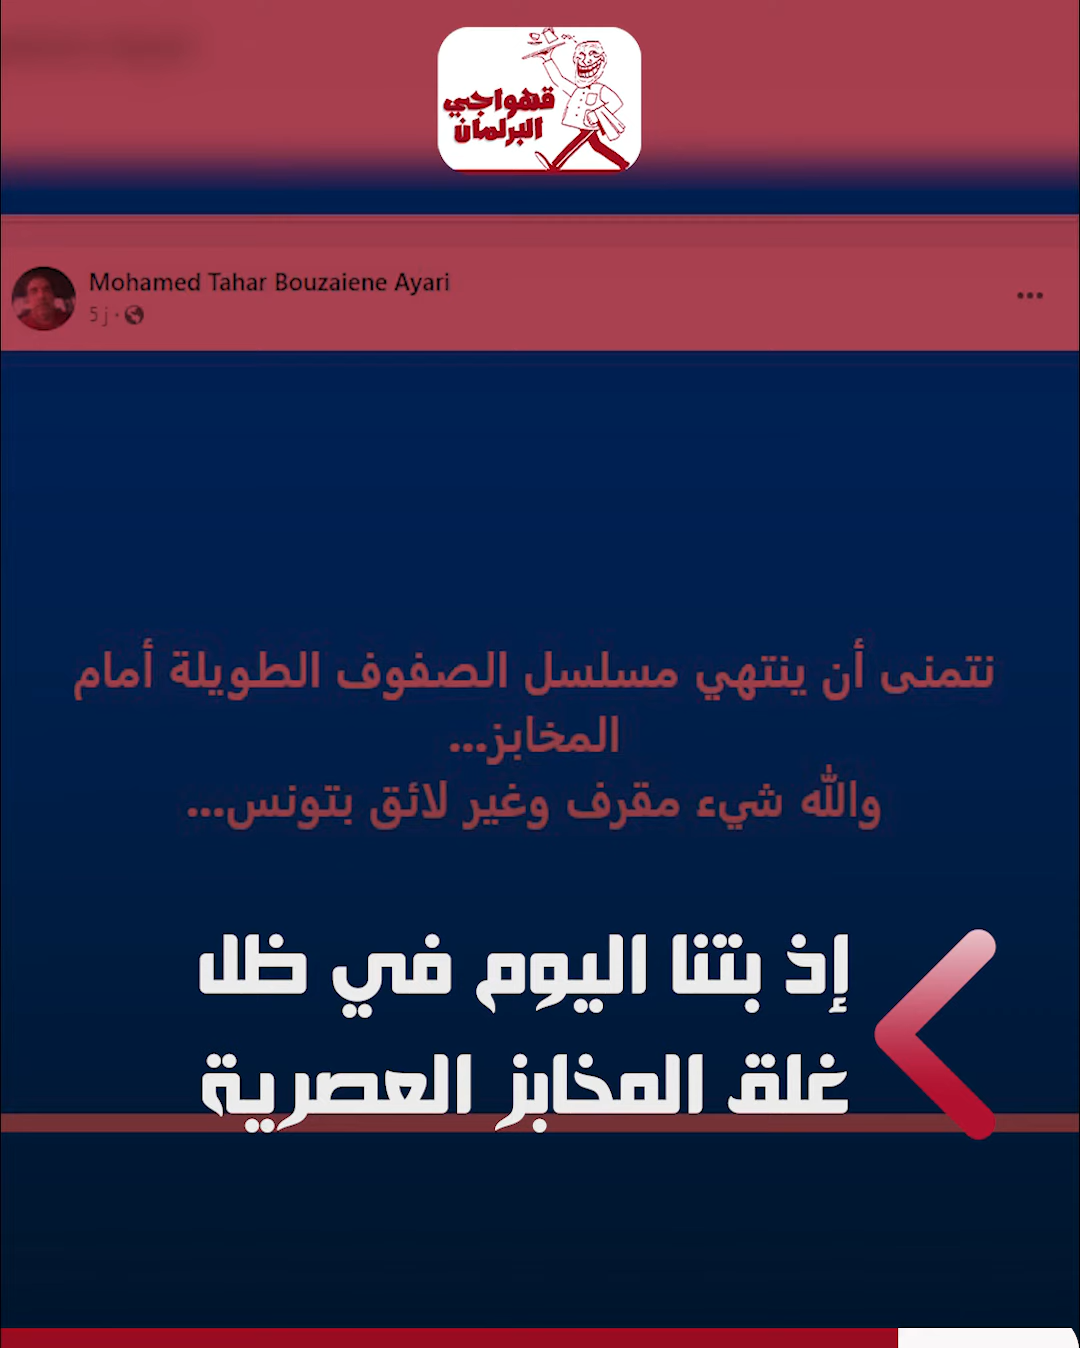 قهواجي
البرلمان
Mohamed Tahar Bouzaiene Ayari
5 j ·
نتمنى أن ينتهي مسلسل الصفوف الطويلة أمام
المخابز...
والله شيء مقرف وغير لائق بتونس...
إذ بتنا اليوم في ظل
غلق المخابز العصرية